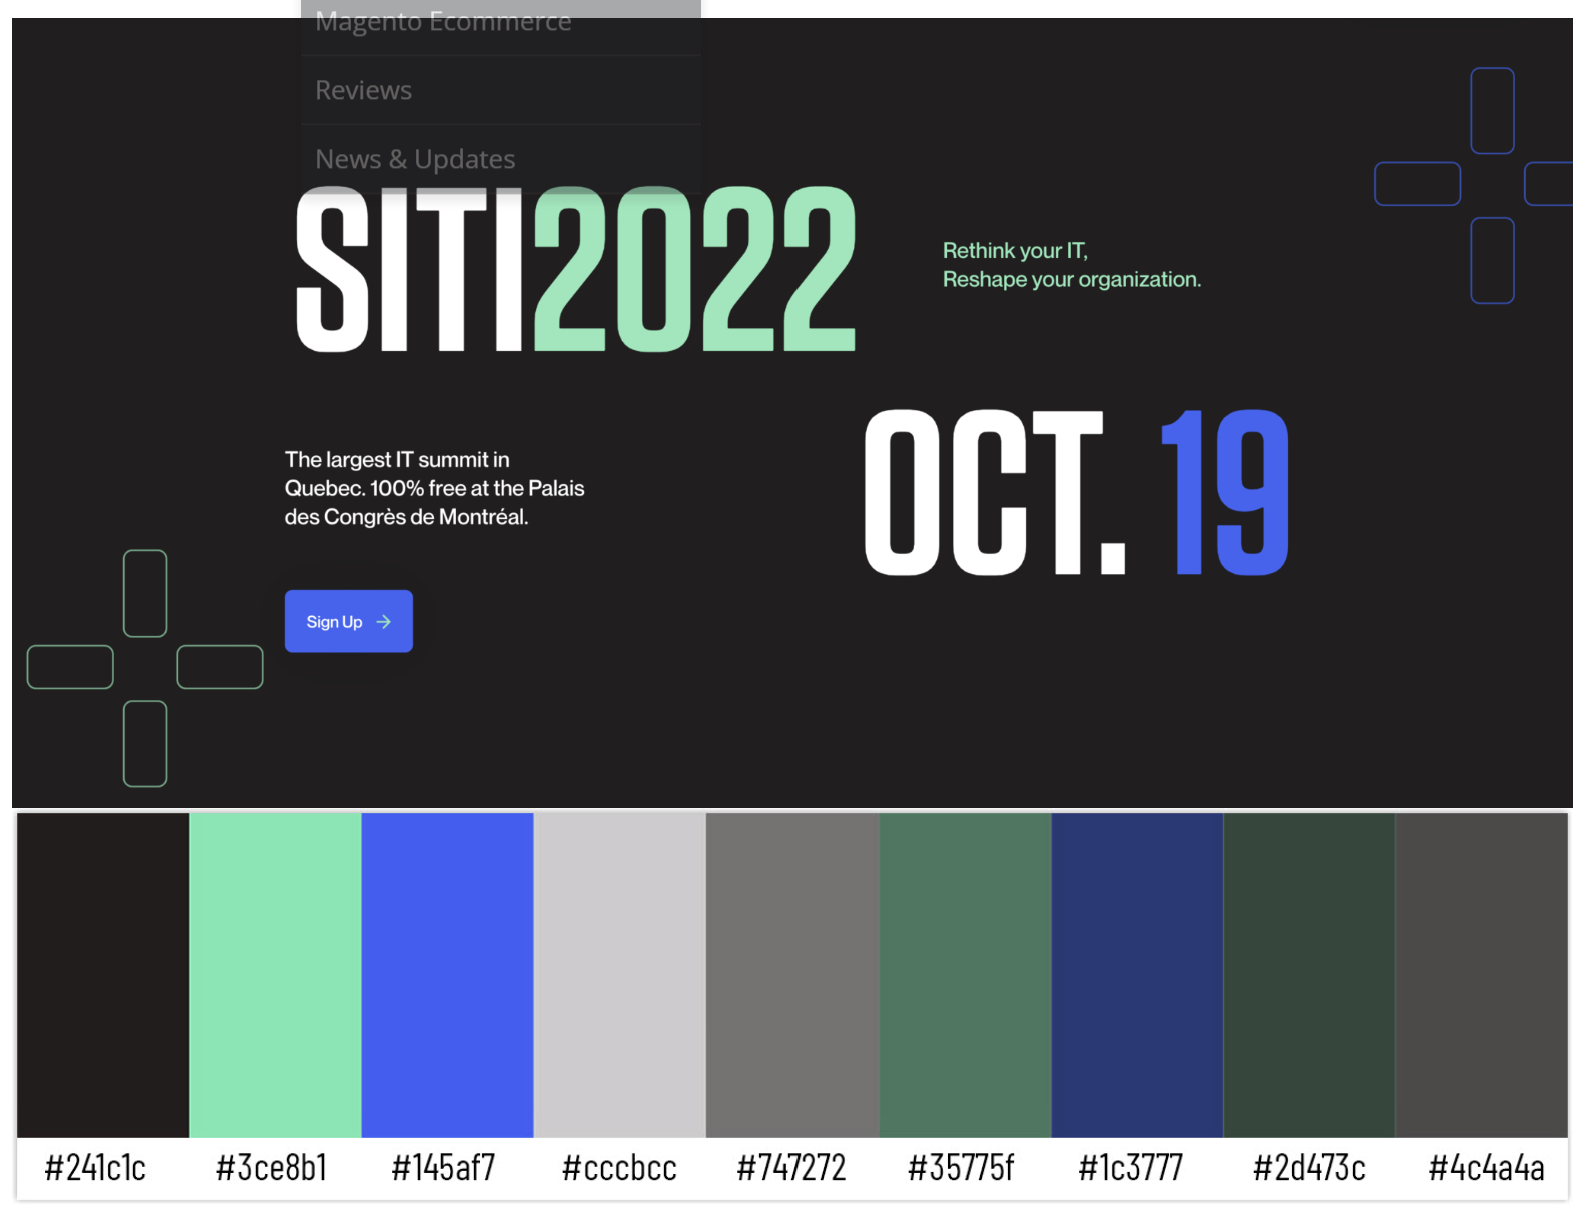 Magento Ecommerce
Reviews
News & Updates
SITI2022
Rethink your IT,
Reshape your organization.
OCT. 19
The largest IT summit in
Quebec. 100% free at the Palais
des Congrès de Montréal.
Sign Up →
#241c1c #3ce8b1 #145af7 #cccbcc #747272 #35775f #1c3777 #2d473c #4c4a4a